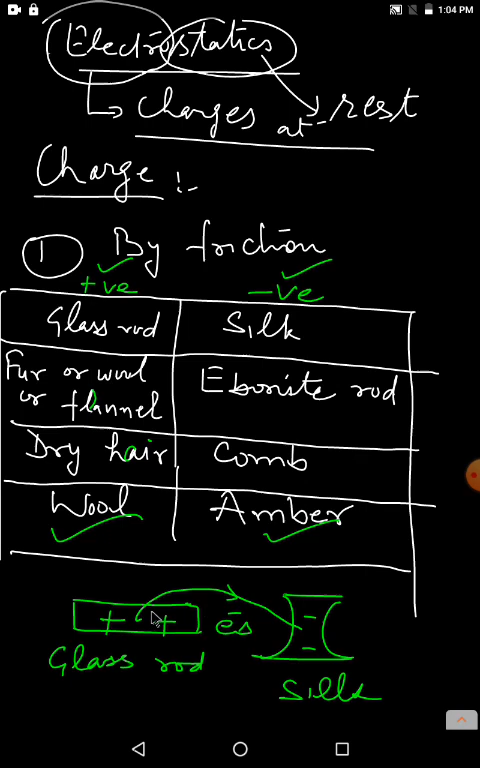 1:04 PM
Electrostatics
↳ Charges at rest
Charge :-
① By friction
+ve -ve
Glass rod Silk
Fur or wool or flannel Ebonite rod
Dry hair Comb
Wool Amber
+ + ēs - -
Glass rod
Silk